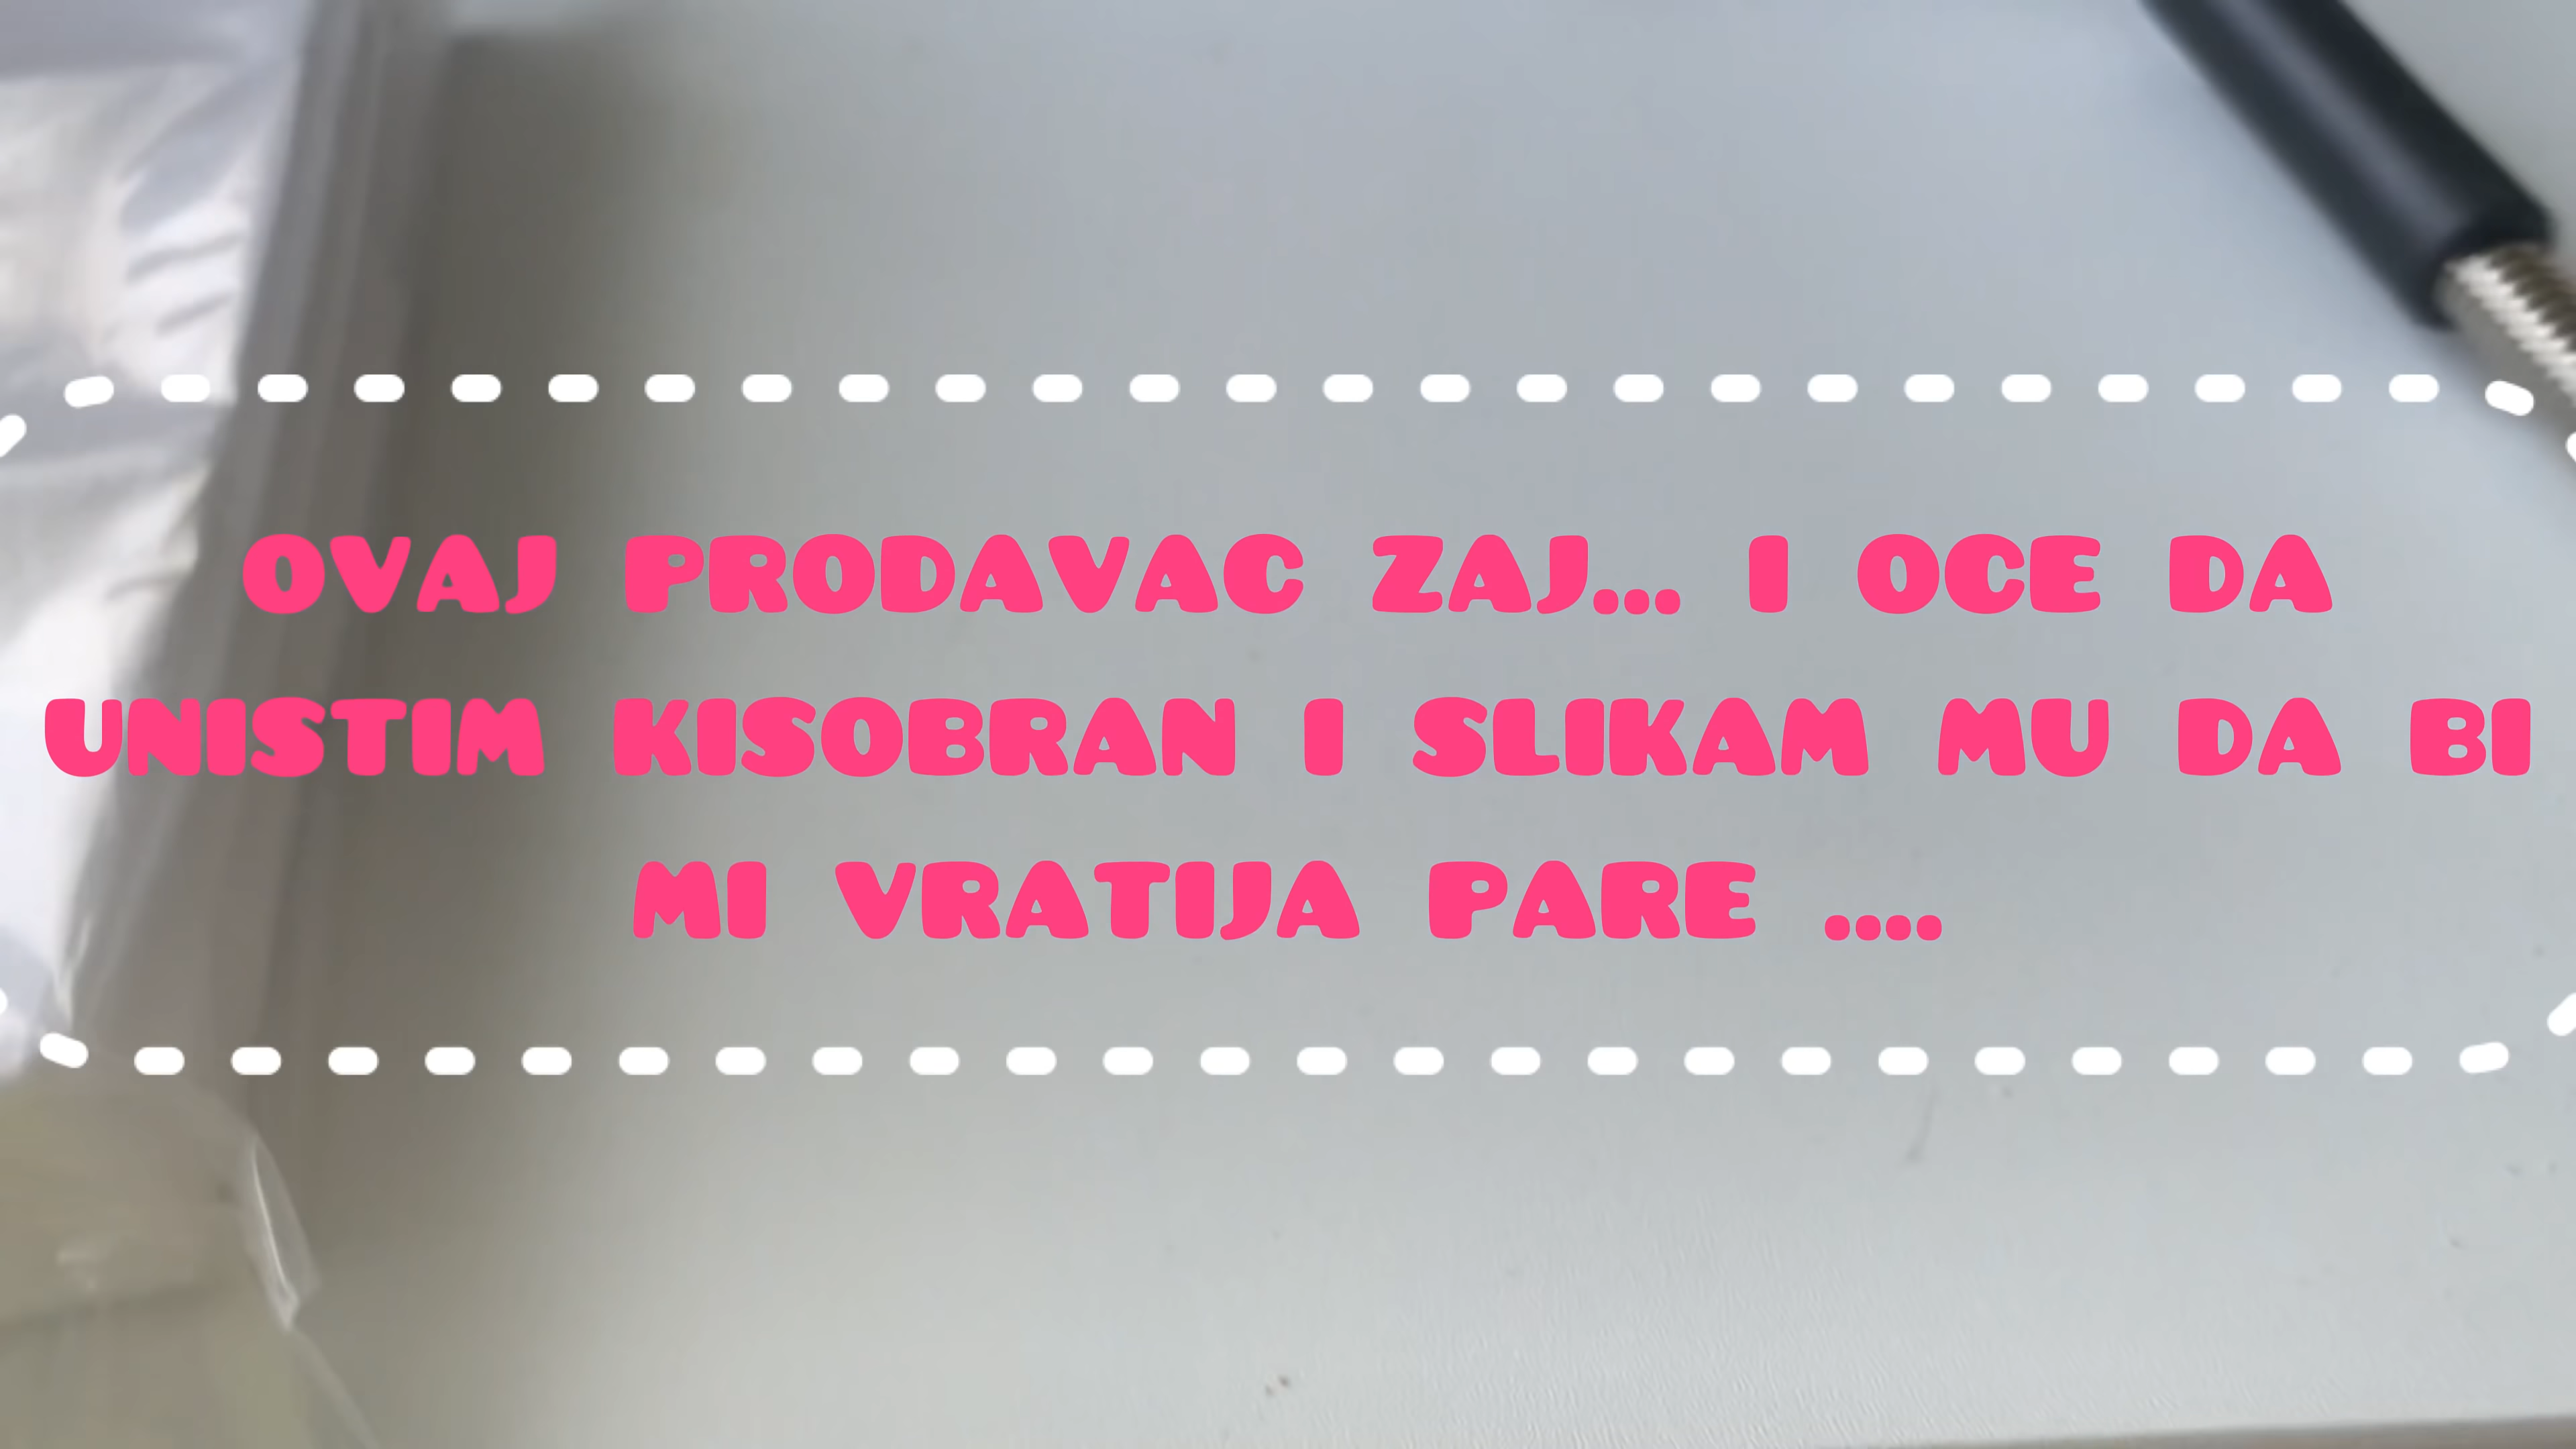 OVAJ PRODAVAC ZAJ... I OCE DA
UNISTIM KISOBRAN I SLIKAM MU DA BI
MI VRATIJA PARE ....